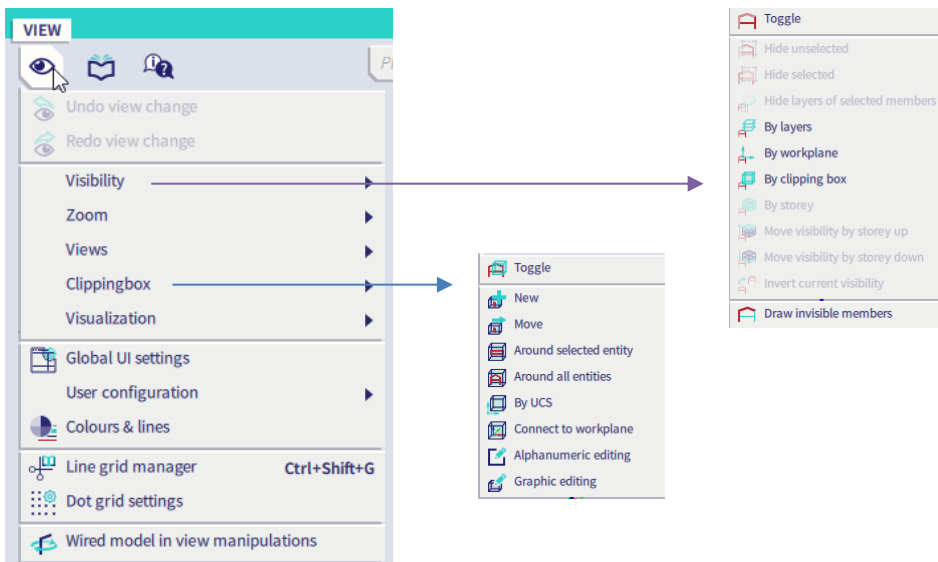 VIEW
Undo view change
Redo view change
Visibility
Zoom
Views
Clippingbox
Visualization
Global UI settings
User configuration
Colours & lines
Line grid manager Ctrl+Shift+G
Dot grid settings
Wired model in view manipulations
Toggle
New
Move
Around selected entity
Around all entities
By UCS
Connect to workplane
Alphanumeric editing
Graphic editing
Toggle
Hide unselected
Hide selected
Hide layers of selected members
By layers
By workplane
By clipping box
By storey
Move visibility by storey up
Move visibility by storey down
Invert current visibility
Draw invisible members